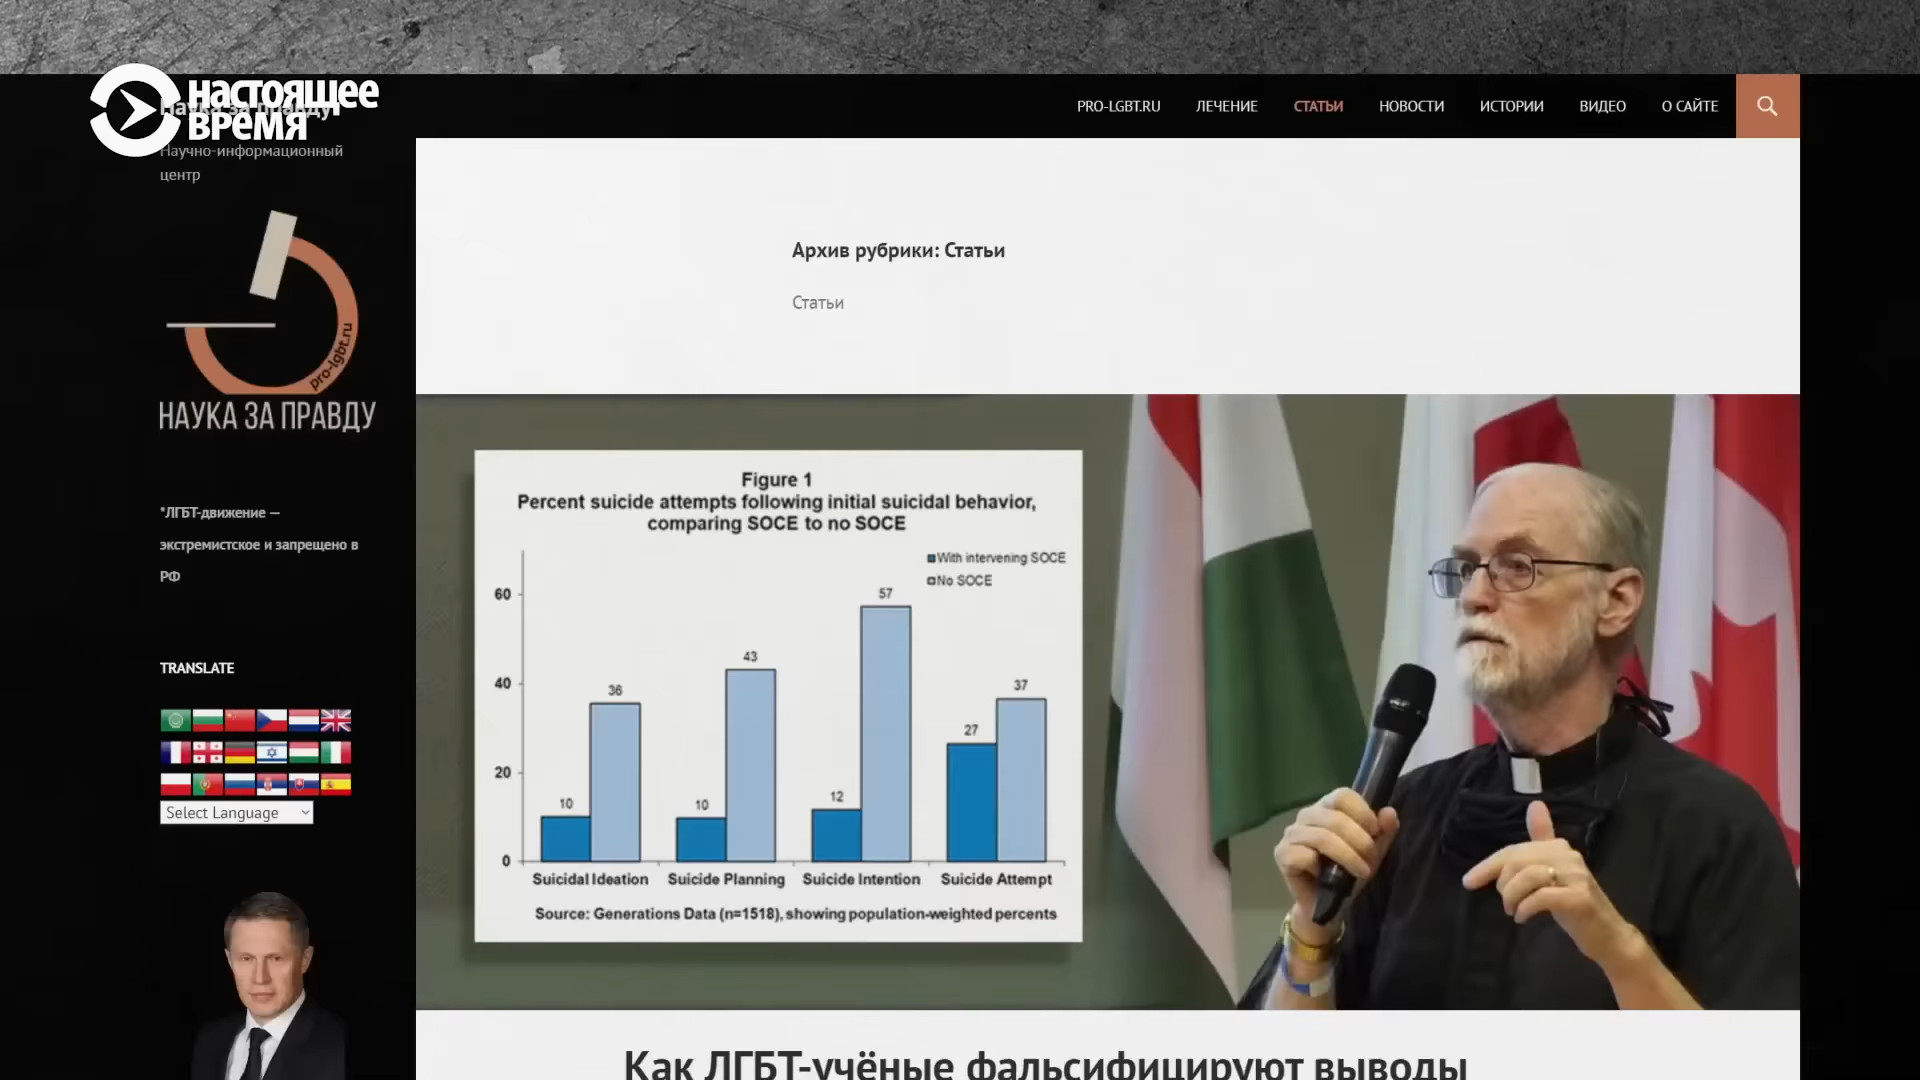 НАСТОЯЩЕЕ
ВРЕМЯ
Наука за правду
Научно-информационный
центр
PRO-LGBT.RU ЛЕЧЕНИЕ СТАТЬИ НОВОСТИ ИСТОРИИ ВИДЕО О САЙТЕ
Архив рубрики: Статьи
Статьи
pro-lgbt.ru
НАУКА ЗА ПРАВДУ
*ЛГБТ-движение —
экстремистское и запрещено в
РФ
TRANSLATE
Select Language
Figure 1
Percent suicide attempts following initial suicidal behavior,
comparing SOCE to no SOCE
With intervening SOCE
No SOCE
60
40
20
0
10 36
10 43
12 57
27 37
Suicidal Ideation Suicide Planning Suicide Intention Suicide Attempt
Source: Generations Data (n=1518), showing population-weighted percents
Как ЛГБТ-учёные фальсифицируют выводы